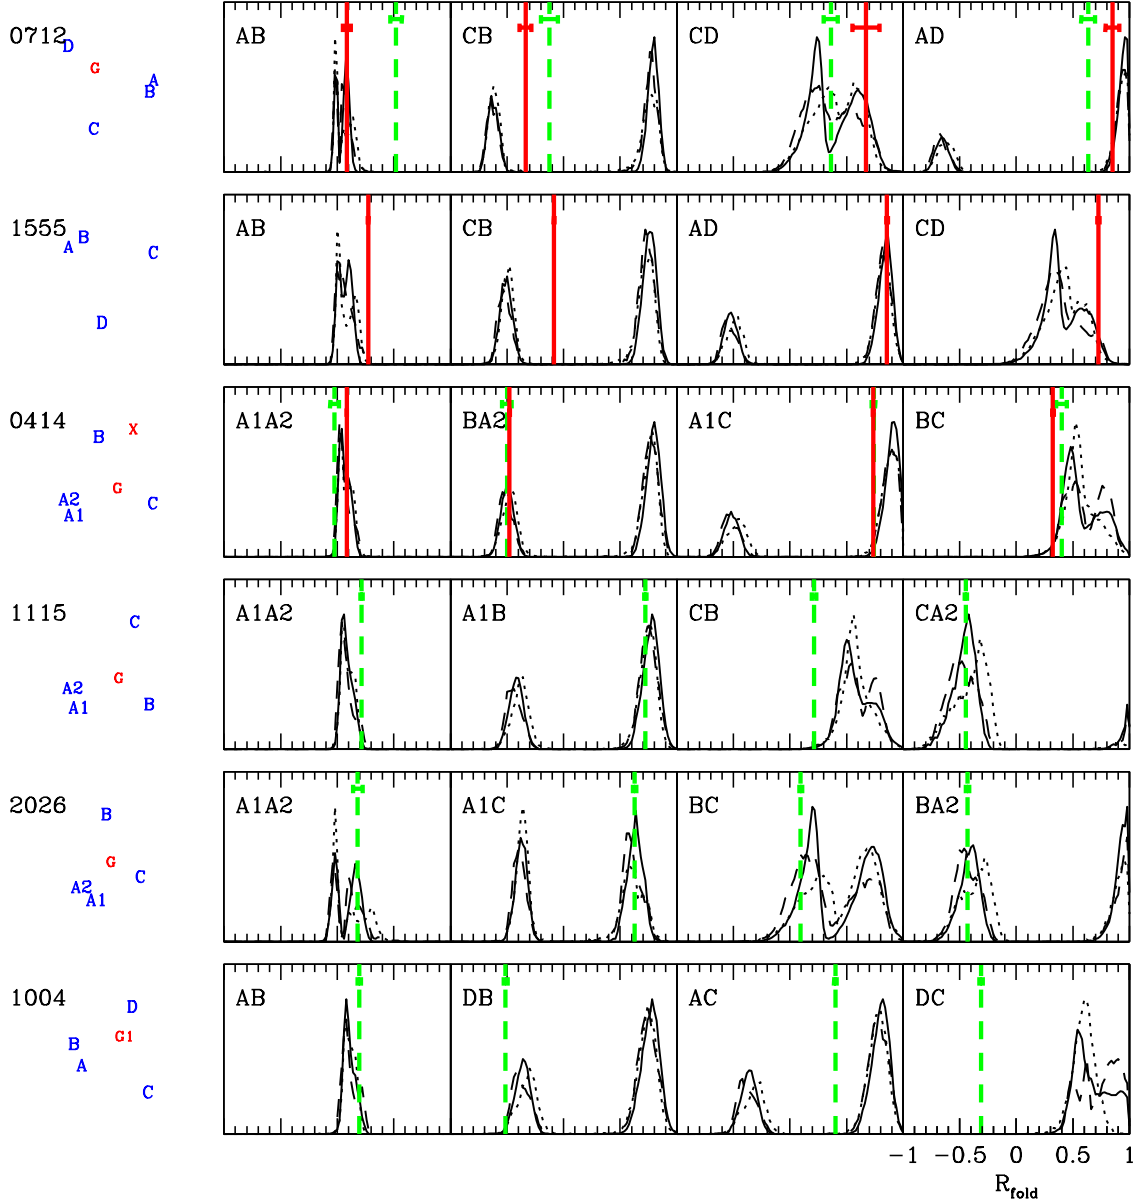 0712 AB CB CD AD
D
G
A
B
C
1555 AB CB AD CD
B
A C
D
0414 A1A2 BA2 A1C BC
X
B
G
A2 C
A1
1115 A1A2 A1B CB CA2
C
G
A2
A1 B
2026 A1A2 A1C BC BA2
B
G
C
A2
A1
1004 AB DB AC DC
D
G1
B
A
C
−1 −0.5 0 0.5 1
Rfold